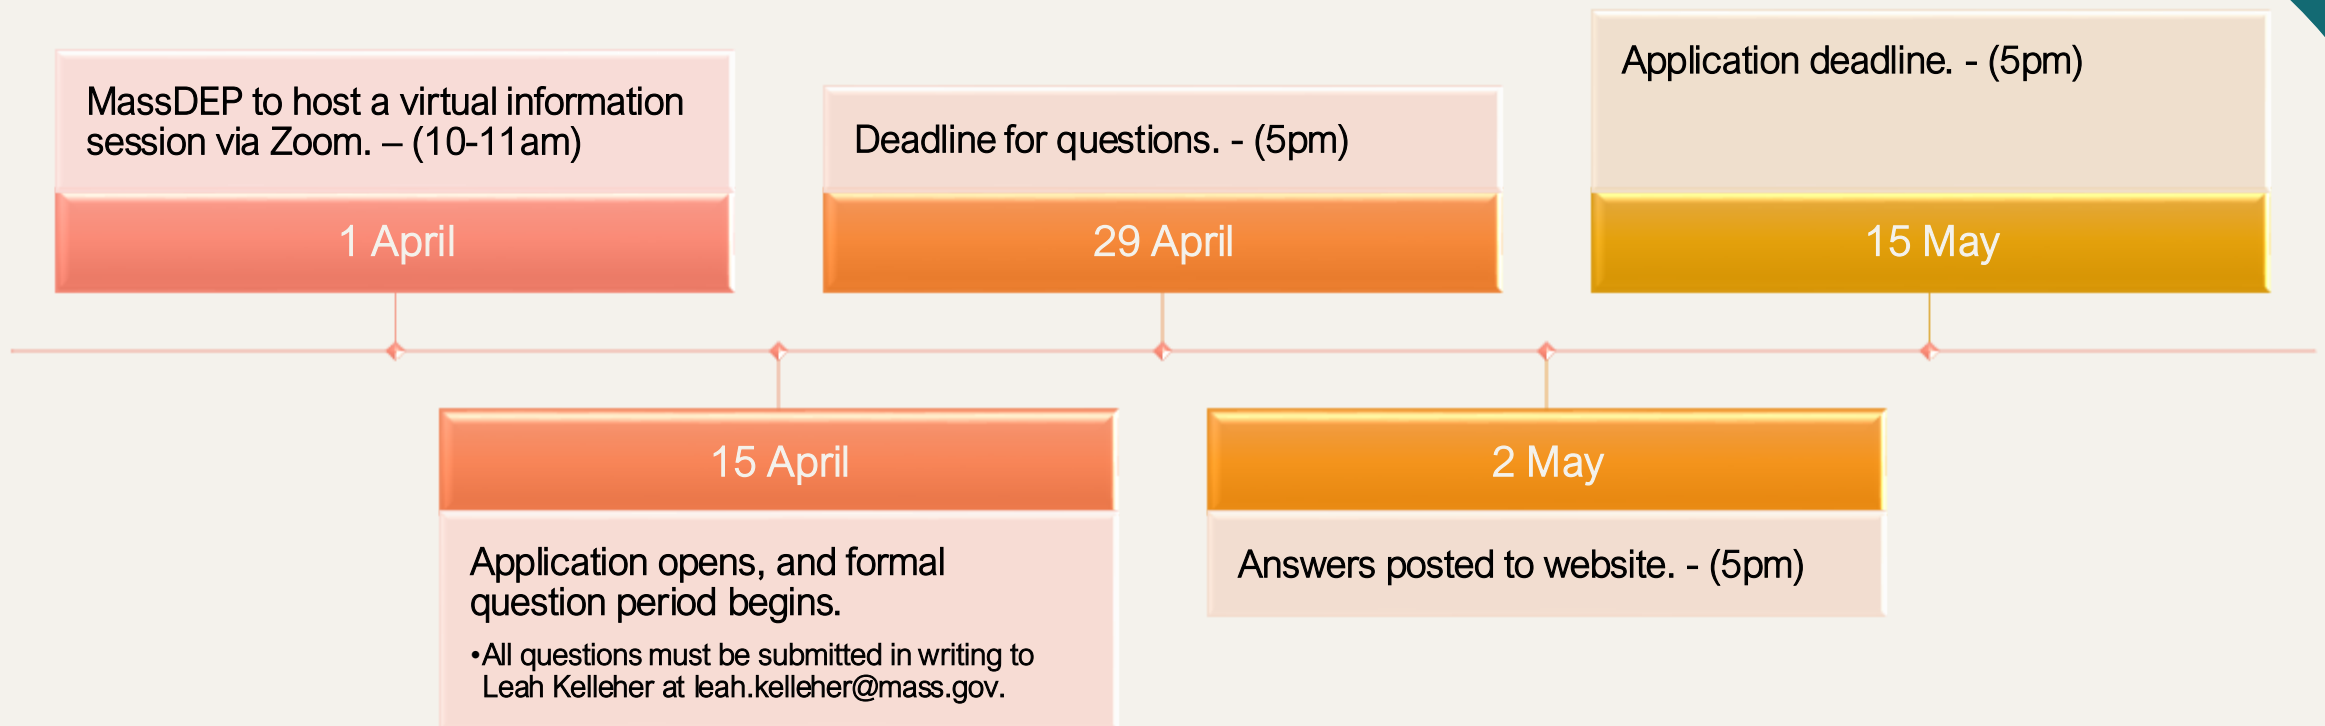 MassDEP to host a virtual information
session via Zoom. – (10-11am)
1 April
Application opens, and formal
question period begins.
•All questions must be submitted in writing to
Leah Kelleher at leah.kelleher@mass.gov.
15 April
Deadline for questions. - (5pm)
29 April
Answers posted to website. - (5pm)
2 May
Application deadline. - (5pm)
15 May